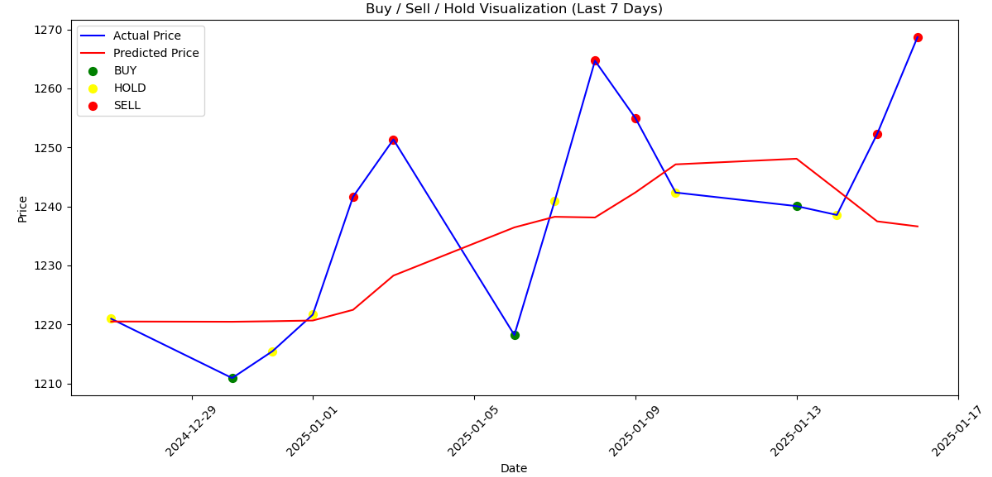 Buy / Sell / Hold Visualization (Last 7 Days)
1270
1260
1250
1240
1230
1220
1210
Price
Actual Price
Predicted Price
BUY
HOLD
SELL
2024-12-29
2025-01-01
2025-01-05
2025-01-09
2025-01-13
2025-01-17
Date